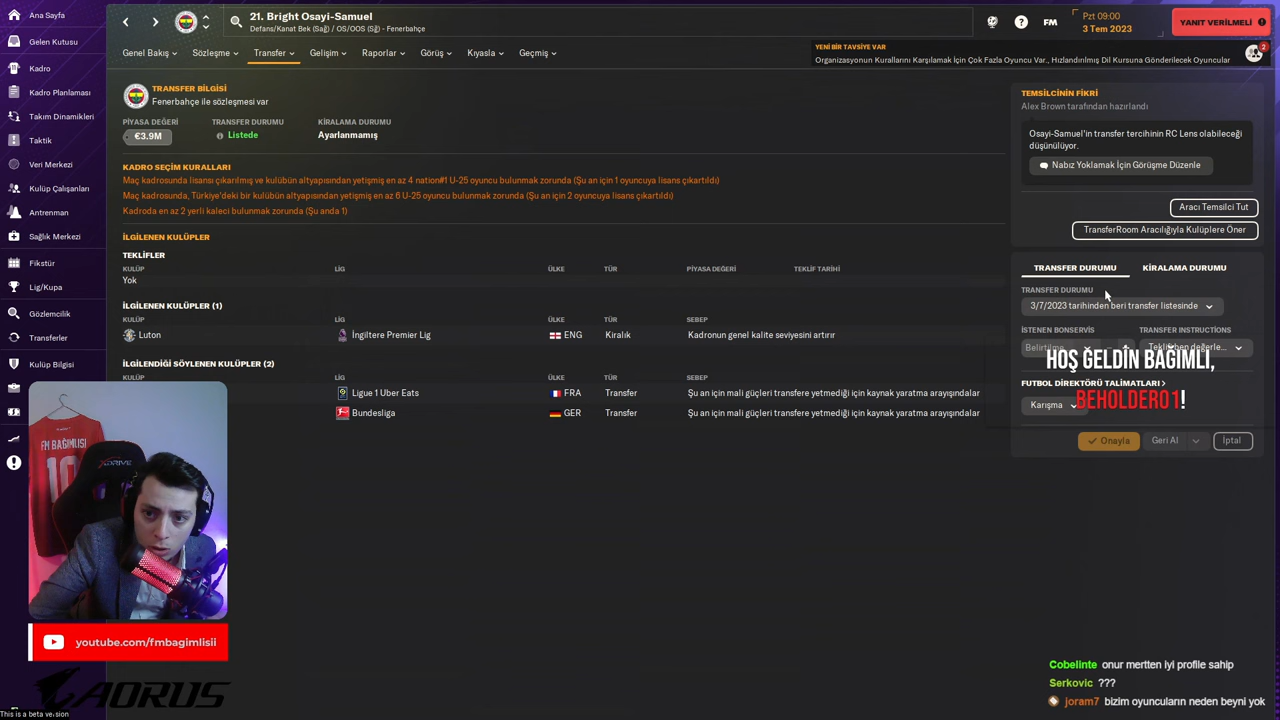 Ana Sayfa
Gelen Kutusu
Kadro
Kadro Planlaması
Takım Dinamikleri
Taktik
Veri Merkezi
Kulüp Çalışanları
Antrenman
Sağlık Merkezi
Fikstür
Lig/Kupa
Gözlemcilik
Transferler
Kulüp Bilgisi
21. Bright Osayi-Samuel
Defans/Kanat Bek (Sağ) / OS/OOS (Sğ) - Fenerbahçe
FM
Pzt 09:00
3 Tem 2023
YANIT VERİLMELİ
Genel Bakış
Sözleşme
Transfer
Gelişim
Raporlar
Görüş
Kıyasla
Geçmiş
YENİ BİR TAVSİYE VAR
Organizasyonun Kurallarını Karşılamak İçin Çok Fazla Oyuncu Var., Hızlandırılmış Dil Kursuna Gönderilecek Oyuncular
2
TRANSFER BİLGİSİ
Fenerbahçe ile sözleşmesi var
PİYASA DEĞERİ
TRANSFER DURUMU
KİRALAMA DURUMU
€3.9M
Listede
Ayarlanmamış
KADRO SEÇİM KURALLARI
Maç kadrosunda lisansı çıkarılmış ve kulübün altyapısından yetişmiş en az 4 nation#1 U-25 oyuncu bulunmak zorunda (Şu an için 1 oyuncuya lisans çıkartıldı)
Maç kadrosunda, Türkiye'deki bir kulübün altyapısından yetişmiş en az 6 U-25 oyuncu bulunmak zorunda (Şu an için 2 oyuncuya lisans çıkartıldı)
Kadroda en az 2 yerli kaleci bulunmak zorunda (Şu anda 1)
İLGİLENEN KULÜPLER
TEKLİFLER
KULÜP LİG ÜLKE TÜR PİYASA DEĞERİ TEKLİF TARİHİ
Yok
İLGİLENEN KULÜPLER (1)
KULÜP LİG ÜLKE TÜR SEBEP
Luton İngiltere Premier Lig ENG Kiralık Kadronun genel kalite seviyesini artırır
İLGİLENDİĞİ SÖYLENEN KULÜPLER (2)
KULÜP LİG ÜLKE TÜR SEBEP
Ligue 1 Uber Eats FRA Transfer Şu an için mali güçleri transfere yetmediği için kaynak yaratma arayışındalar
Bundesliga GER Transfer Şu an için mali güçleri transfere yetmediği için kaynak yaratma arayışındalar
TEMSİLCİNİN FİKRİ
Alex Brown tarafından hazırlandı
Osayi-Samuel'in transfer tercihinin RC Lens olabileceği
düşünülüyor.
Nabız Yoklamak İçin Görüşme Düzenle
Aracı Temsilci Tut
TransferRoom Aracılığıyla Kulüplere Öner
TRANSFER DURUMU
KİRALAMA DURUMU
TRANSFER DURUMU
3/7/2023 tarihinden beri transfer listesinde
İSTENEN BONSERVİS
TRANSFER INSTRUCTIONS
HOŞ GELDİN BAĞIMLI,
FUTBOL DİREKTÖRÜ TALİMATLARI >
BEHOLDER01!
Karışma
Onayla
Geri Al
İptal
FM BAĞIMLISI
10
XDRIVE
youtube.com/fmbagimlisii
AORUS
This is a beta version
Cobelinte onur mertten iyi profile sahip
Serkovic ???
joram7 bizim oyuncuların neden beyni yok